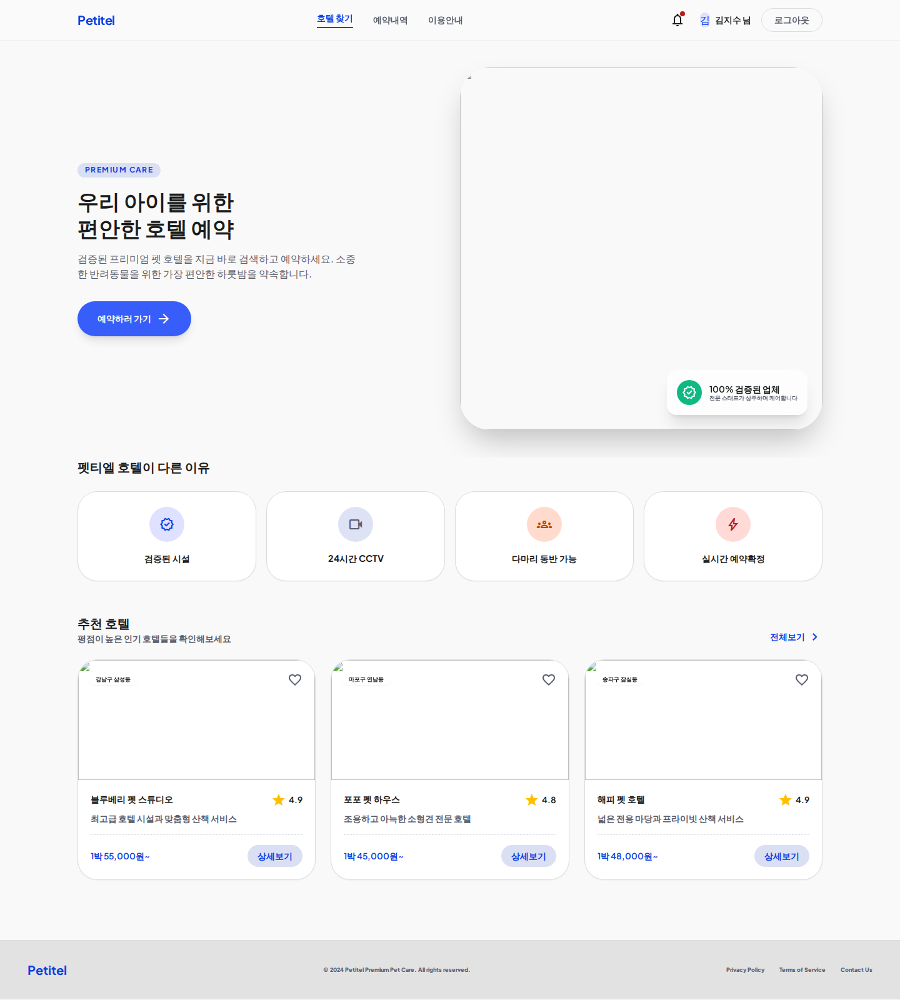 Petitel
호텔 찾기
예약내역
이용안내
김
김지수 님
로그아웃
PREMIUM CARE
우리 아이를 위한
편안한 호텔 예약
검증된 프리미엄 펫 호텔을 지금 바로 검색하고 예약하세요. 소중
한 반려동물을 위한 가장 편안한 하룻밤을 약속합니다.
예약하러 가기
100% 검증된 업체
전문 스태프가 상주하며 케어합니다
펫티엘 호텔이 다른 이유
검증된 시설
24시간 CCTV
다마리 동반 가능
실시간 예약확정
추천 호텔
평점이 높은 인기 호텔들을 확인해보세요
전체보기
강남구 삼성동
블루베리 펫 스튜디오
4.9
최고급 호텔 시설과 맞춤형 산책 서비스
1박 55,000원~
상세보기
마포구 연남동
포포 펫 하우스
4.8
조용하고 아늑한 소형견 전문 호텔
1박 45,000원~
상세보기
송파구 잠실동
해피 펫 호텔
4.9
넓은 전용 마당과 프라이빗 산책 서비스
1박 48,000원~
상세보기
Petitel
© 2024 Petitel Premium Pet Care. All rights reserved.
Privacy Policy
Terms of Service
Contact Us